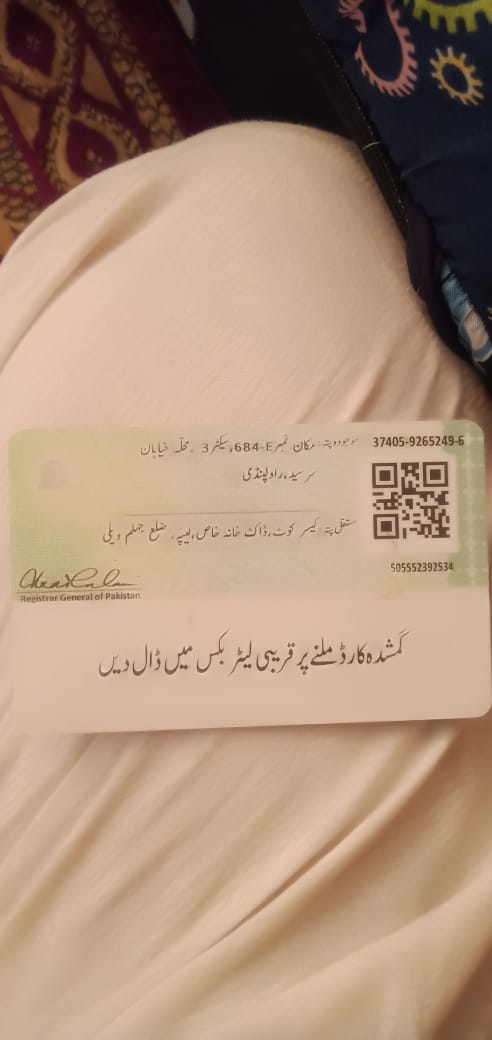 37405-9265249-6
موجودہ پتہ: مکان نمبر 684-E، سیکٹر 3، محلہ خیابان
سر سید، راولپنڈی
مستقل پتہ: کیسر کوٹ، ڈاک خانہ خاص، لیپہ، ضلع جہلم ویلی
505552392534
Registrar General of Pakistan
گمشدہ کارڈ ملنے پر قریبی لیٹر بکس میں ڈال دیں